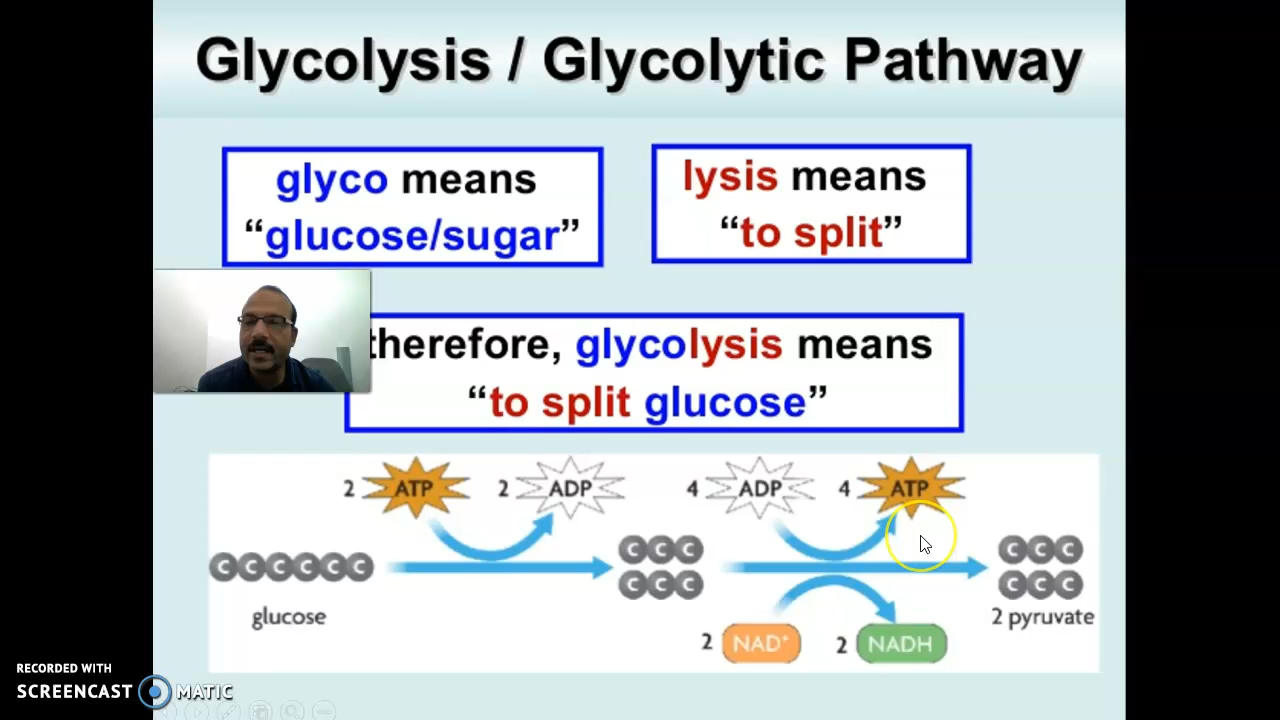 Glycolysis / Glycolytic Pathway
glyco means
“glucose/sugar”
lysis means
“to split”
therefore, glycolysis means
“to split glucose”
2 ATP 2 ADP 4 ADP 4 ATP
C C C C C C
C C C
C C C
C C C
C C C
glucose
2 pyruvate
2 NAD+ 2 NADH
RECORDED WITH
SCREENCAST MATIC